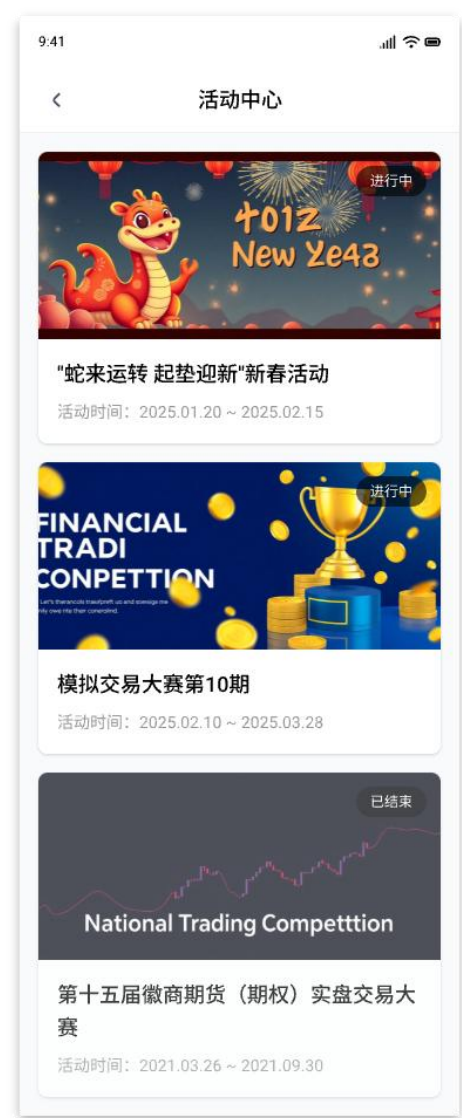 9:41
活动中心
进行中
4012
New Ye43
"蛇来运转 起垫迎新"新春活动
活动时间：2025.01.20 ~ 2025.02.15
进行中
FINANCIAL
TRADI
CONPETTION
模拟交易大赛第10期
活动时间：2025.02.10 ~ 2025.03.28
已结束
National Trading Competttion
第十五届徽商期货（期权）实盘交易大
赛
活动时间：2021.03.26 ~ 2021.09.30